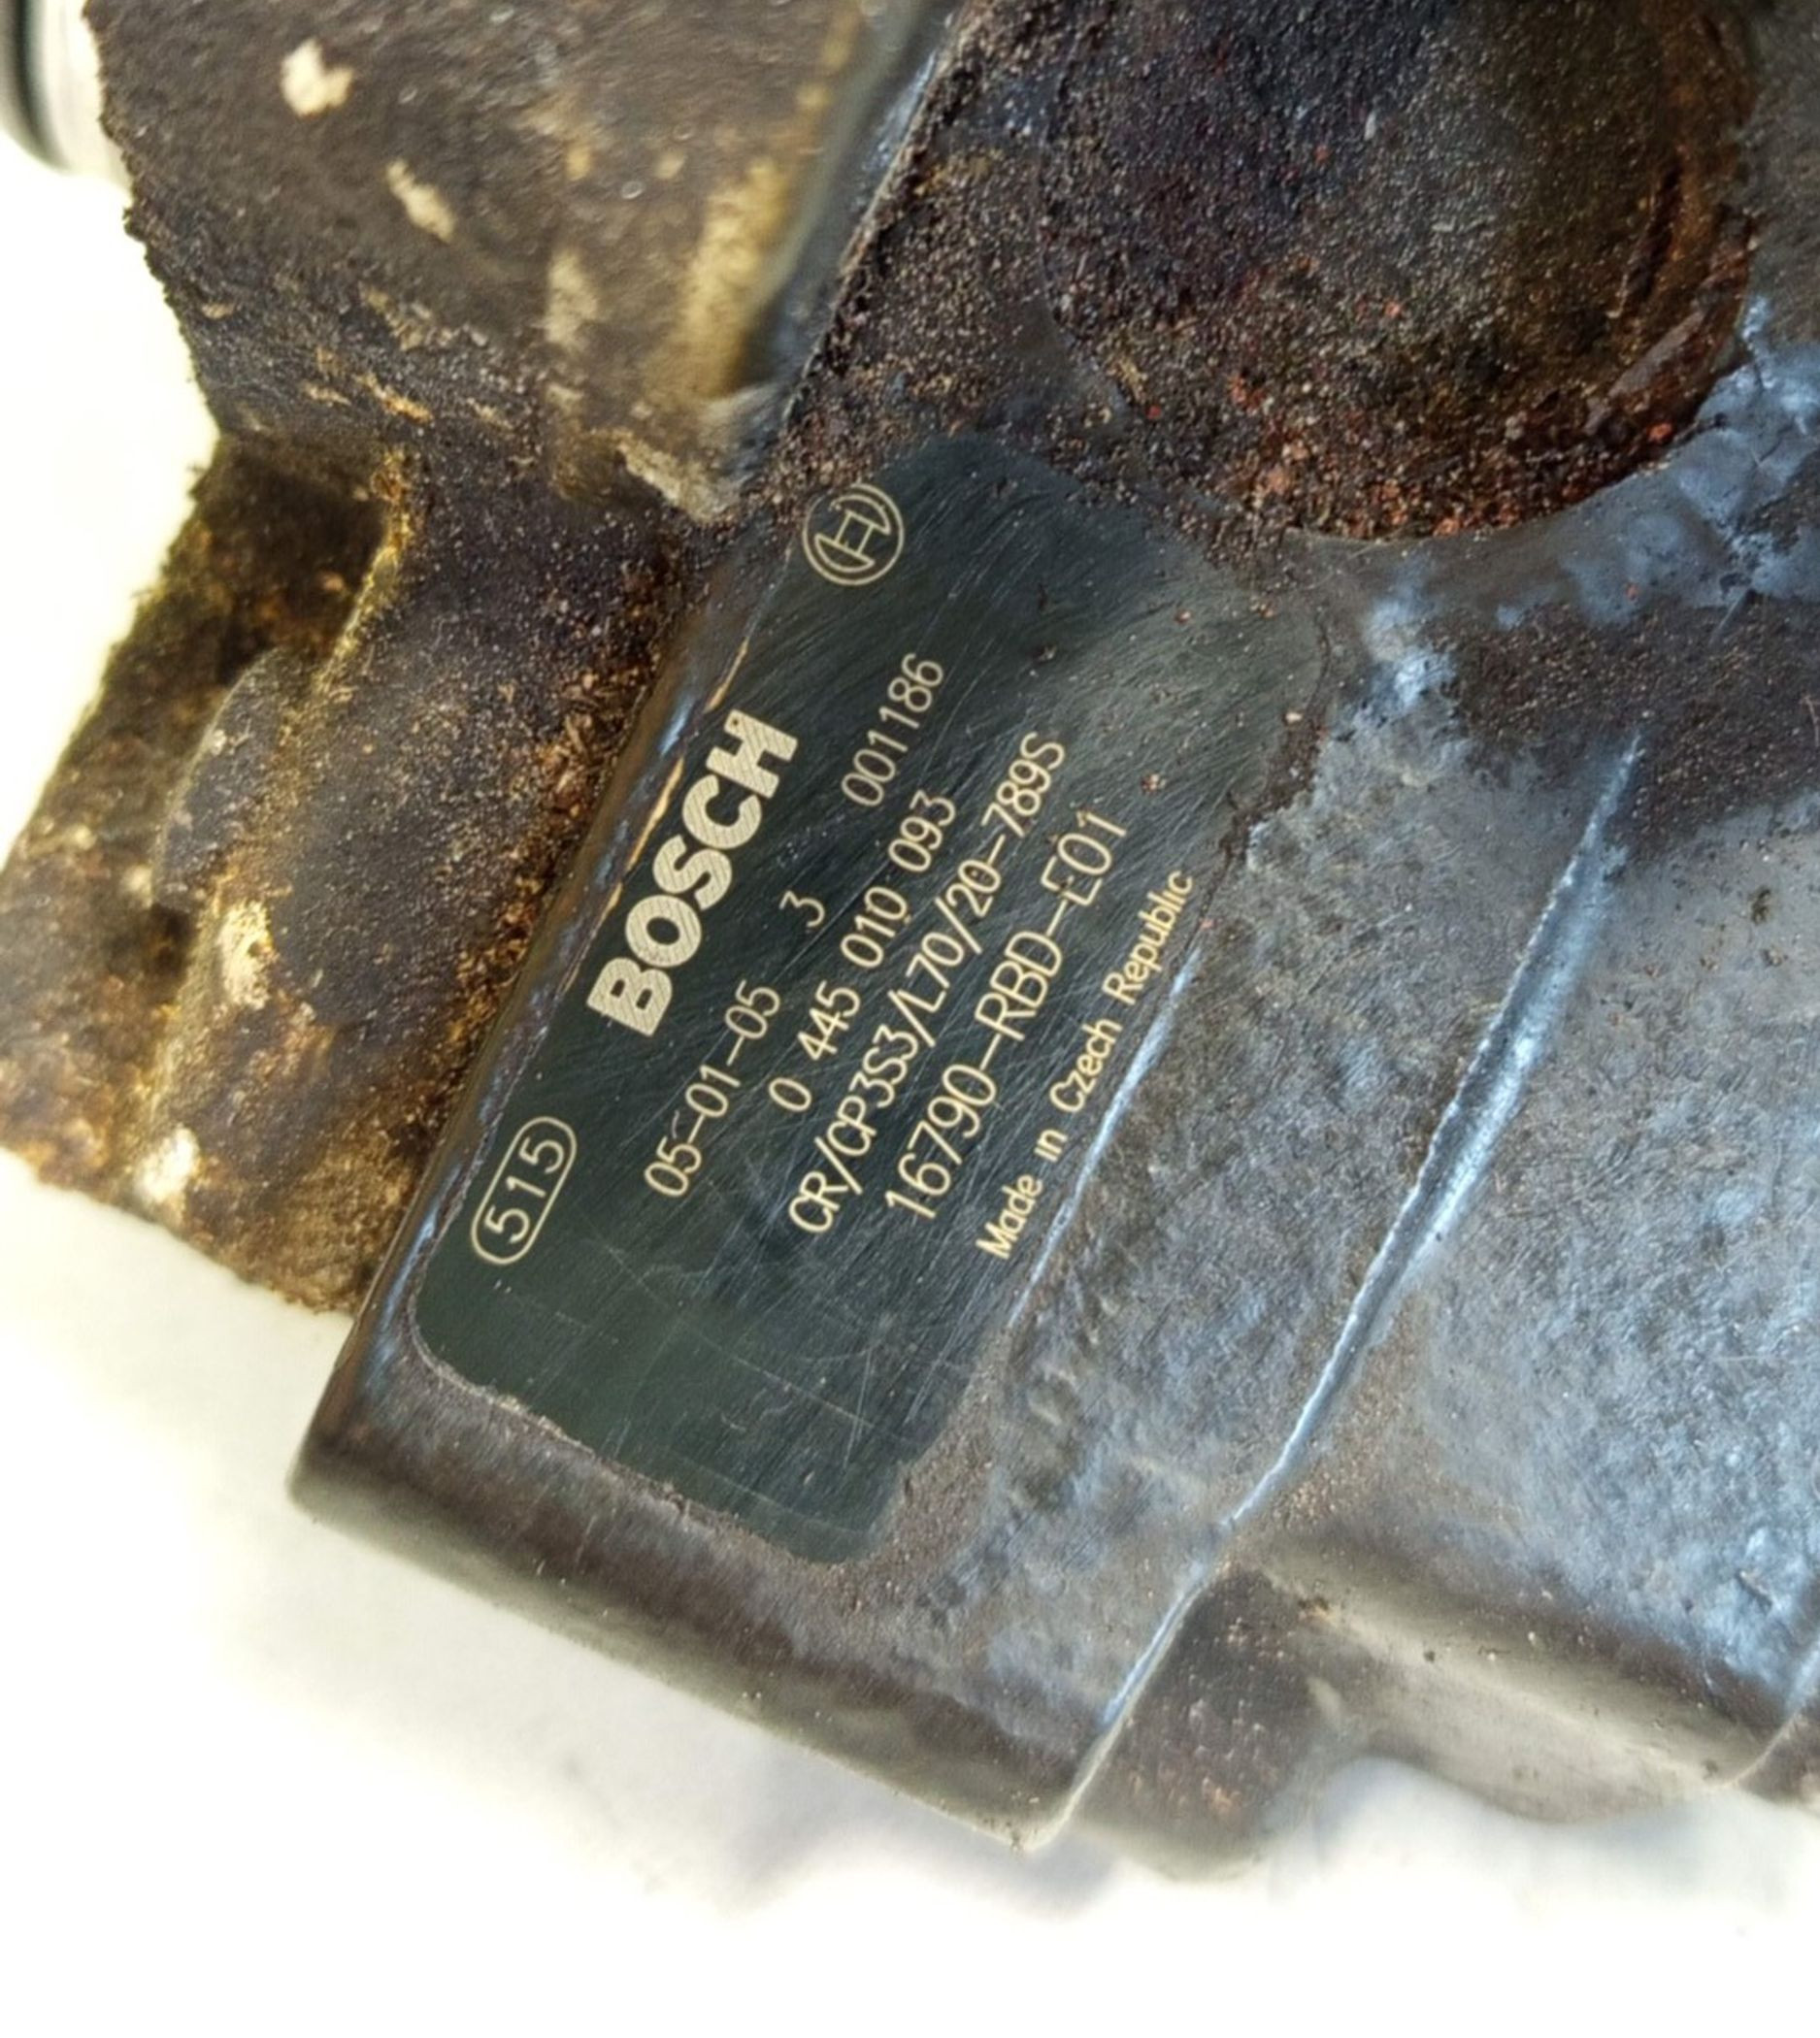 BOSCH
515
05-01-05 3 001186
0 445 010 093
CR/CP3S3/L70/20-789S
16790-RBD-E01
Made in Czech Republic